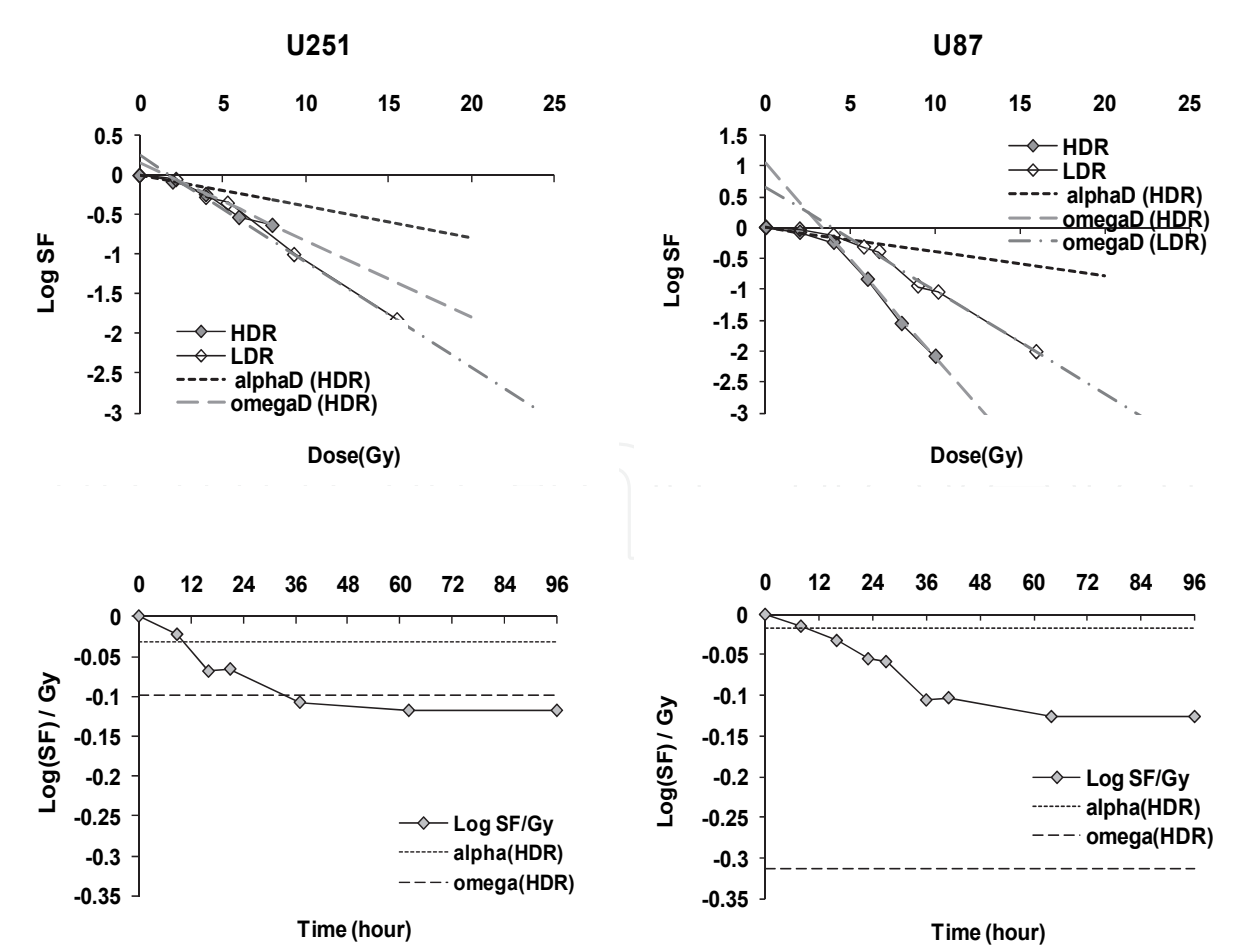 U251
0 5 10 15 20 25
0.5
0
-0.5
-1
-1.5
-2
-2.5
-3
Log SF
HDR
LDR
alphaD (HDR)
omegaD (HDR)
Dose(Gy)
U87
0 5 10 15 20 25
1.5
1
0.5
0
-0.5
-1
-1.5
-2
-2.5
-3
Log SF
HDR
LDR
alphaD (HDR)
omegaD (HDR)
omegaD (LDR)
Dose(Gy)
0 12 24 36 48 60 72 84 96
0
-0.05
-0.1
-0.15
-0.2
-0.25
-0.3
-0.35
Log(SF) / Gy
Log SF/Gy
alpha(HDR)
omega(HDR)
Time (hour)
0 12 24 36 48 60 72 84 96
0
-0.05
-0.1
-0.15
-0.2
-0.25
-0.3
-0.35
Log(SF) / Gy
Log SF/Gy
alpha(HDR)
omega(HDR)
Time (hour)